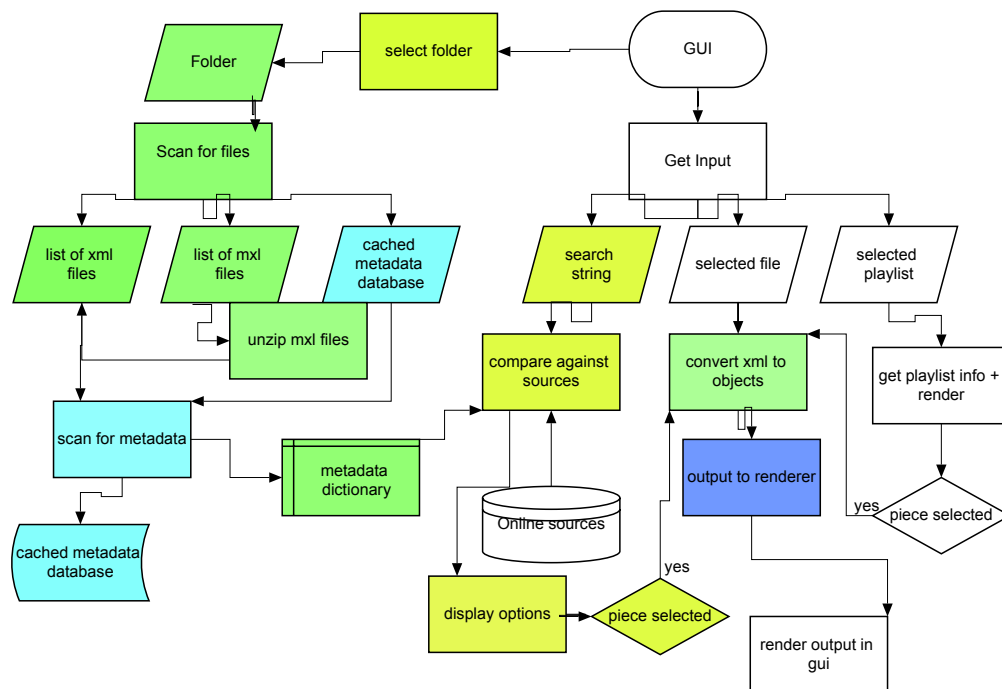 GUI
select folder
Folder
Scan for files
Get Input
list of xml
files
list of mxl
files
cached
metadata
database
search
string
selected file
selected
playlist
unzip mxl files
compare against
sources
convert xml to
objects
get playlist info +
render
scan for metadata
metadata
dictionary
output to renderer
Online sources
yes
piece selected
cached metadata
database
yes
display options
piece selected
render output in
gui